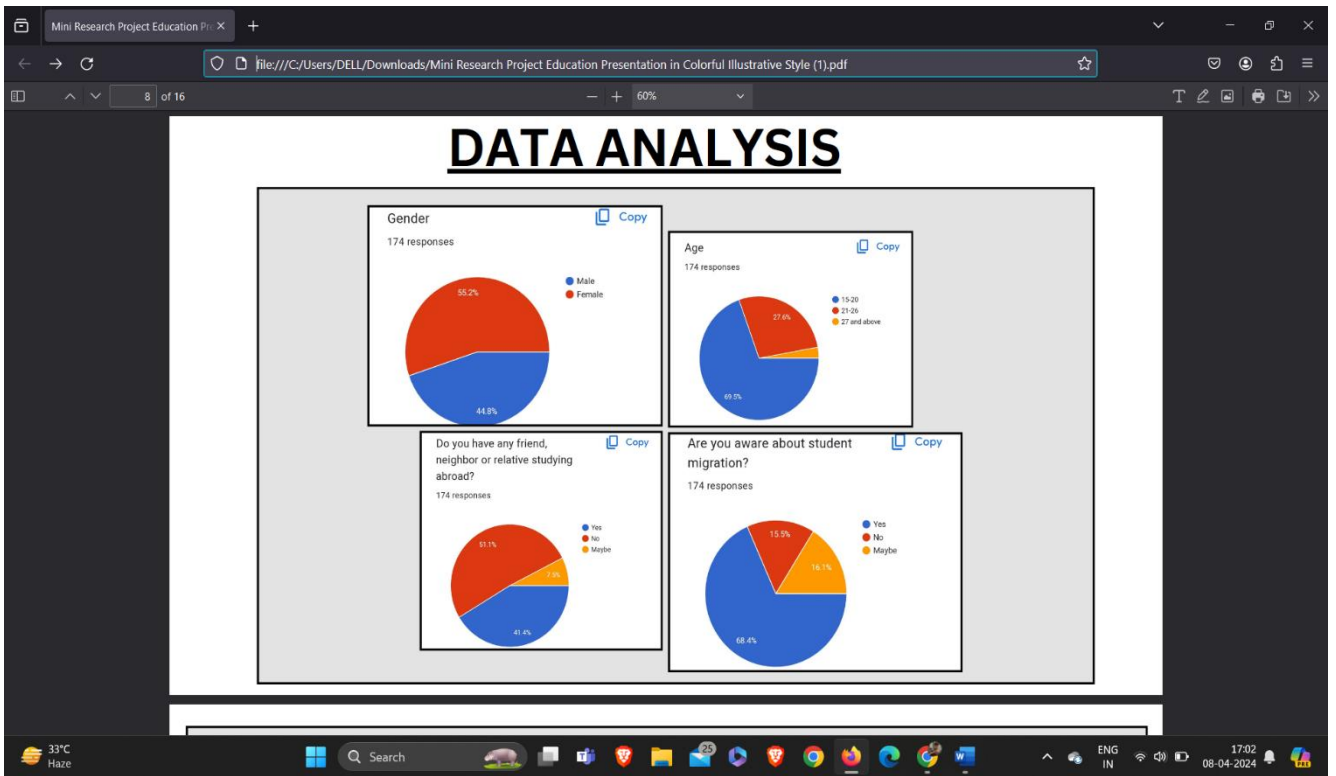 Mini Research Project Education Pro
file:///C:/Users/DELL/Downloads/Mini Research Project Education Presentation in Colorful Illustrative Style (1).pdf
8 of 16
60%
DATA ANALYSIS
Gender
Copy
174 responses
Male
Female
55.2%
44.8%
Age
Copy
174 responses
15-20
21-26
27 and above
27.6%
69.5%
Do you have any friend,
neighbor or relative studying
abroad?
Copy
174 responses
Yes
No
Maybe
51.1%
41.4%
Are you aware about student
migration?
Copy
174 responses
Yes
No
Maybe
15.5%
16.1%
68.4%
33°C
Haze
Search
25
ENG
IN
17:02
08-04-2024
PRE